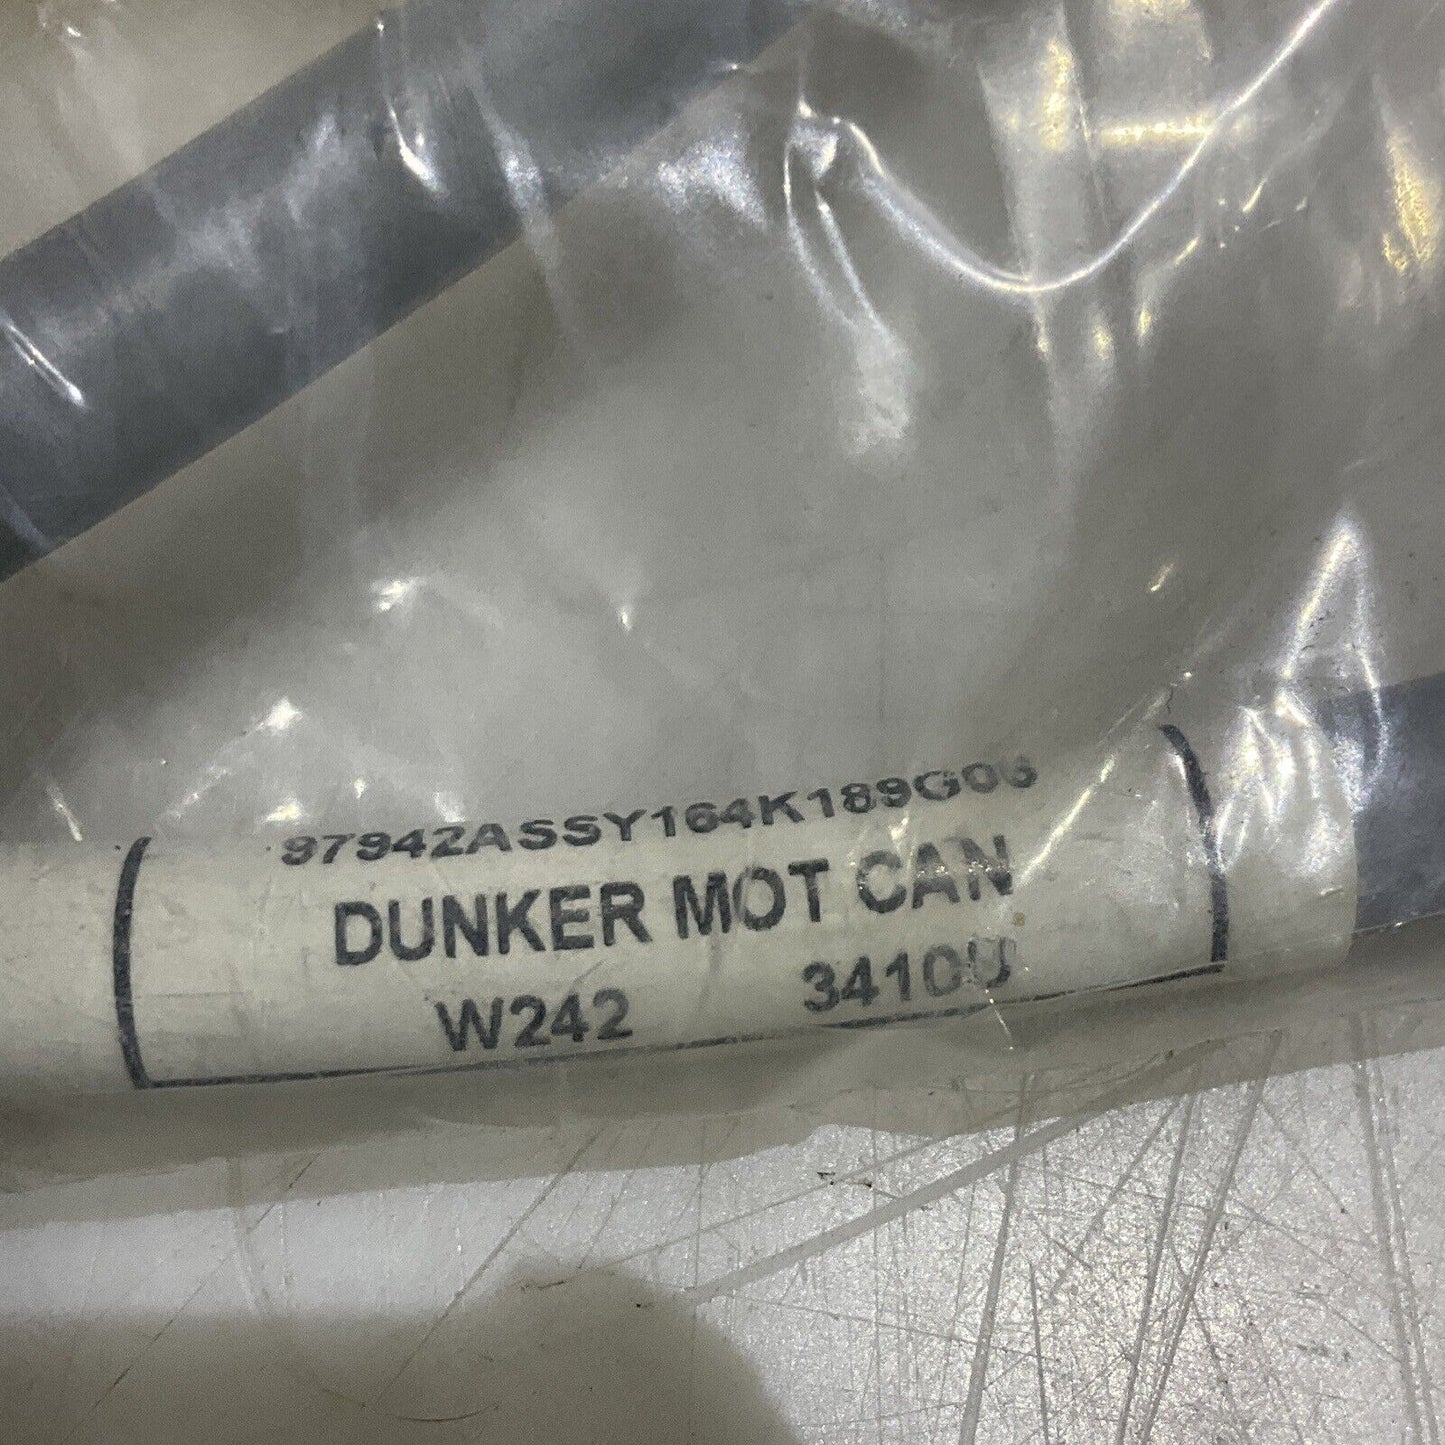 97942ASSY164K189G06
DUNKER MOT CAN
W242 3410U